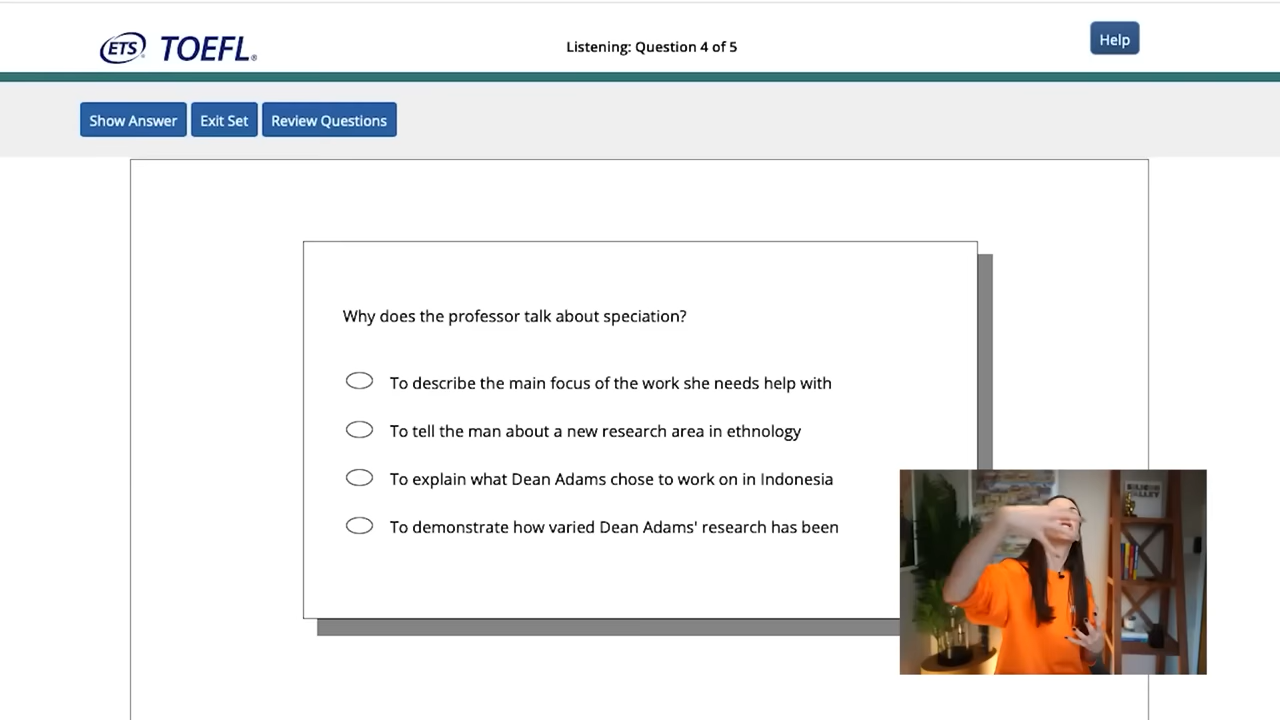 ETS TOEFL
Listening: Question 4 of 5
Help
Show Answer
Exit Set
Review Questions
Why does the professor talk about speciation?
To describe the main focus of the work she needs help with
To tell the man about a new research area in ethnology
To explain what Dean Adams chose to work on in Indonesia
To demonstrate how varied Dean Adams' research has been
SILICON
VALLEY